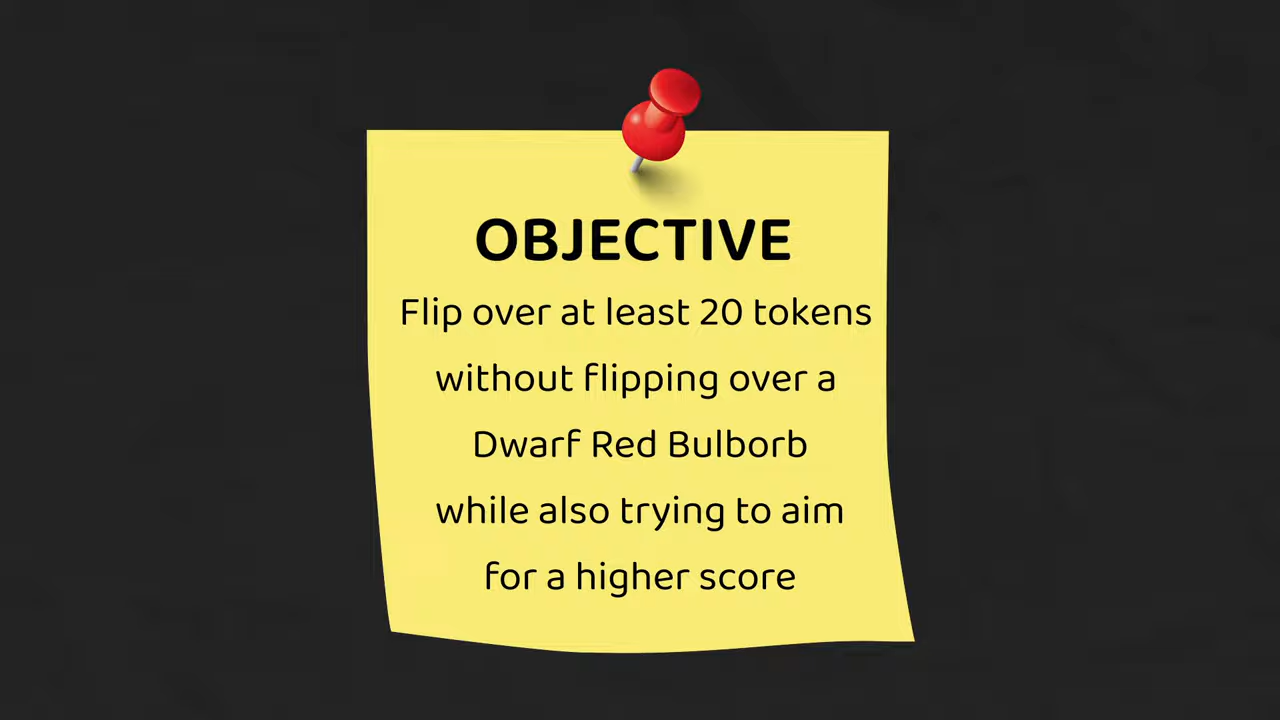 OBJECTIVE
Flip over at least 20 tokens
without flipping over a
Dwarf Red Bulborb
while also trying to aim
for a higher score